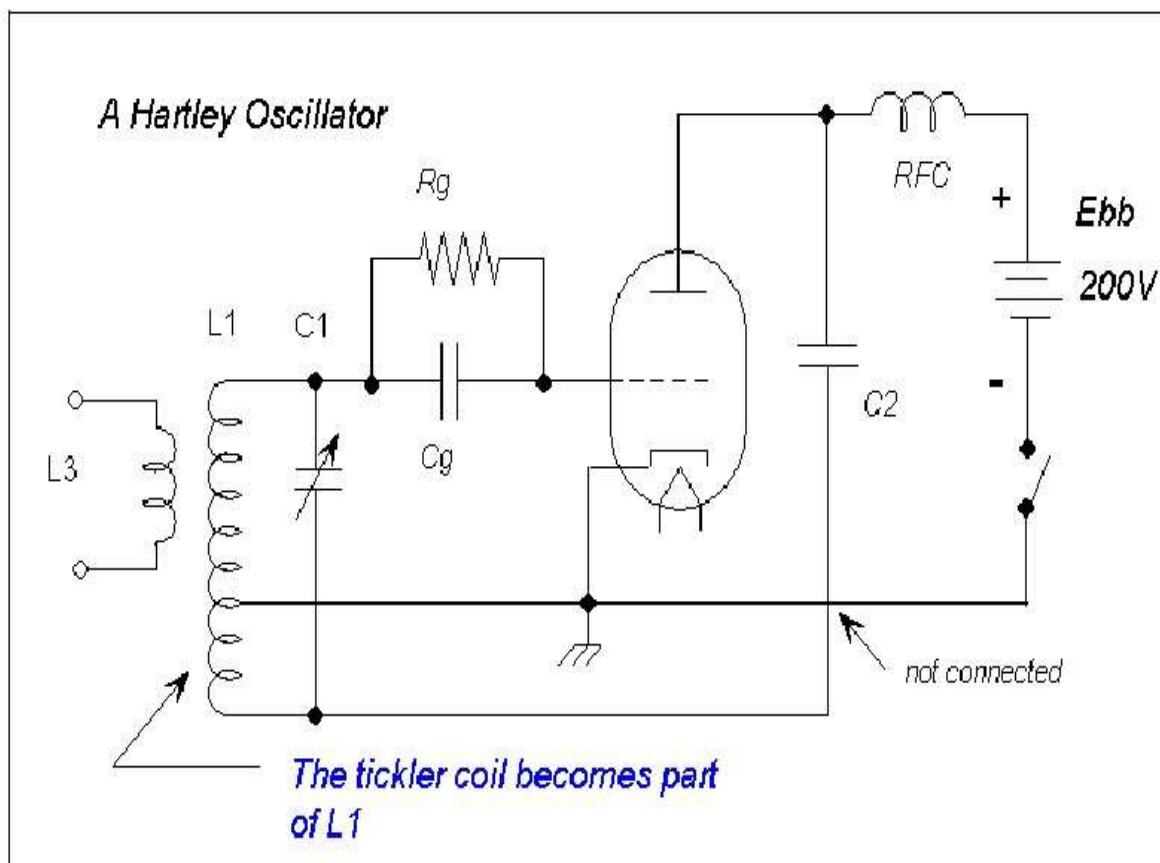 A Hartley Oscillator
Rg
RFC
+
Ebb
200V
L1
C1
C2
-
Cg
L3
not connected
The tickler coil becomes part
of L1